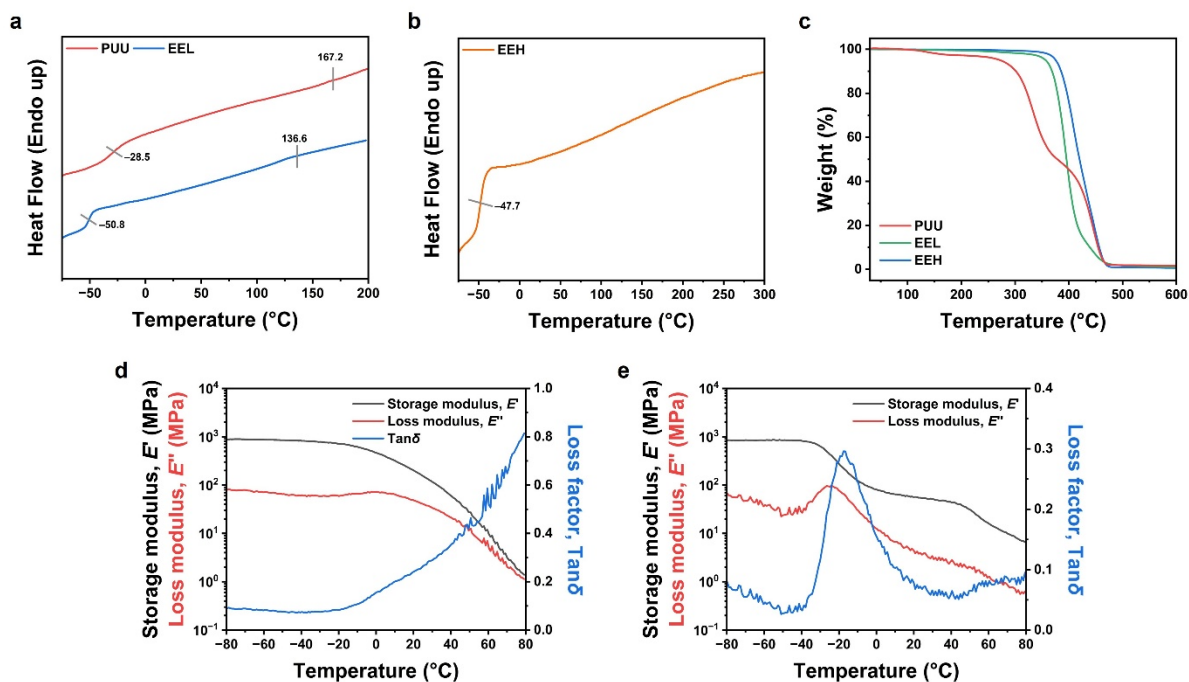 a
PUU
EEL
167.2
−28.5
136.6
−50.8
Heat Flow (Endo up)
−50
0
50
100
150
200
Temperature (°C)
b
EEH
−47.7
Heat Flow (Endo up)
−50
0
50
100
150
200
250
300
Temperature (°C)
c
100
80
60
40
20
0
Weight (%)
PUU
EEL
EEH
100
200
300
400
500
600
Temperature (°C)
d
Storage modulus, E' (MPa)
Loss modulus, E'' (MPa)
10⁴
10³
10²
10¹
10⁰
10⁻¹
Storage modulus, E'
Loss modulus, E''
Tanδ
1.0
0.8
0.6
0.4
0.2
0.0
Loss factor, Tanδ
−80
−60
−40
−20
0
20
40
60
80
Temperature (°C)
e
Storage modulus, E' (MPa)
Loss modulus, E'' (MPa)
10⁴
10³
10²
10¹
10⁰
10⁻¹
Storage modulus, E'
Loss modulus, E''
0.4
0.3
0.2
0.1
0.0
Loss factor, Tanδ
−80
−60
−40
−20
0
20
40
60
80
Temperature (°C)